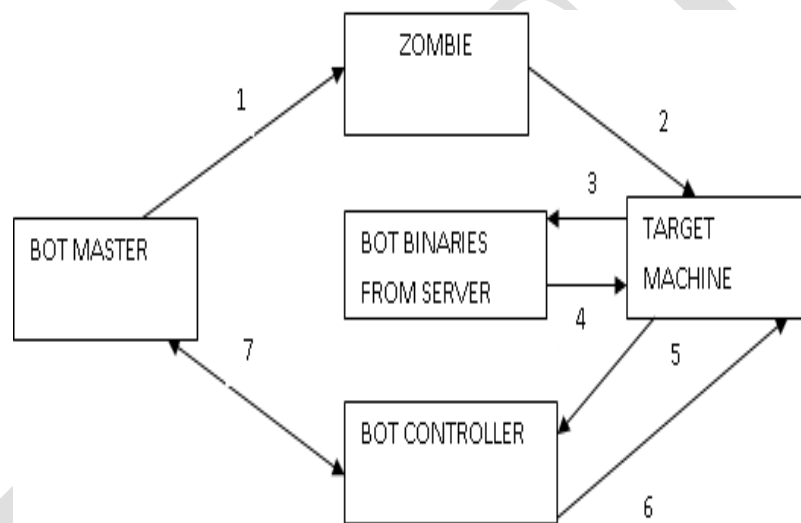 ZOMBIE
1
2
3
BOT MASTER
BOT BINARIES
FROM SERVER
TARGET
MACHINE
4
7
5
BOT CONTROLLER
6